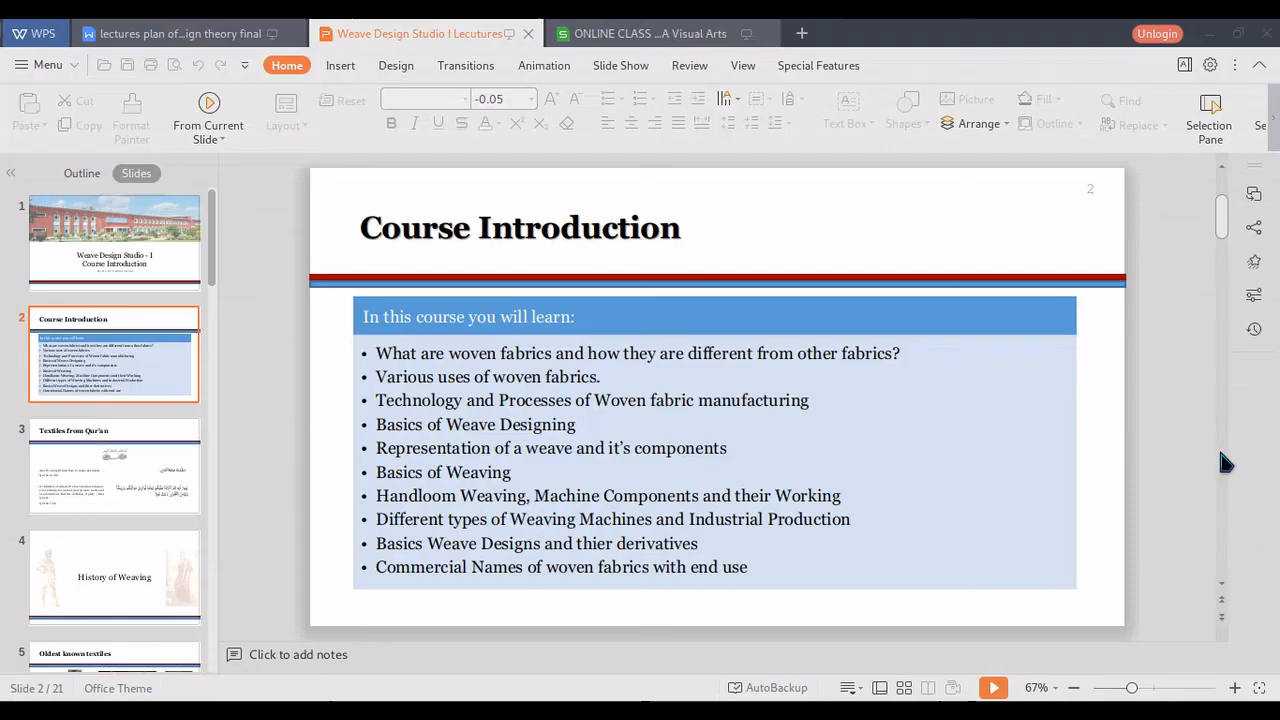 WPS
lectures plan of...ign theory final
Weave Design Studio I Lecutures
ONLINE CLASS ...A Visual Arts
Unlogin
Menu
Home
Insert
Design
Transitions
Animation
Slide Show
Review
View
Special Features
Paste
Cut
Copy
Format Painter
From Current Slide
Layout
Reset
-0.05
Text Box
Shapes
Picture
Arrange
Fill
Outline
Find
Replace
Selection Pane
Se
Outline
Slides
1
Weave Design Studio - I
Course Introduction
2
Course Introduction
3
Textiles from Qur'an
4
History of Weaving
5
Oldest known textiles
2
Course Introduction
In this course you will learn:
• What are woven fabrics and how they are different from other fabrics?
• Various uses of woven fabrics.
• Technology and Processes of Woven fabric manufacturing
• Basics of Weave Designing
• Representation of a weave and it's components
• Basics of Weaving
• Handloom Weaving, Machine Components and their Working
• Different types of Weaving Machines and Industrial Production
• Basics Weave Designs and thier derivatives
• Commercial Names of woven fabrics with end use
Click to add notes
Slide 2 / 21
Office Theme
AutoBackup
67%